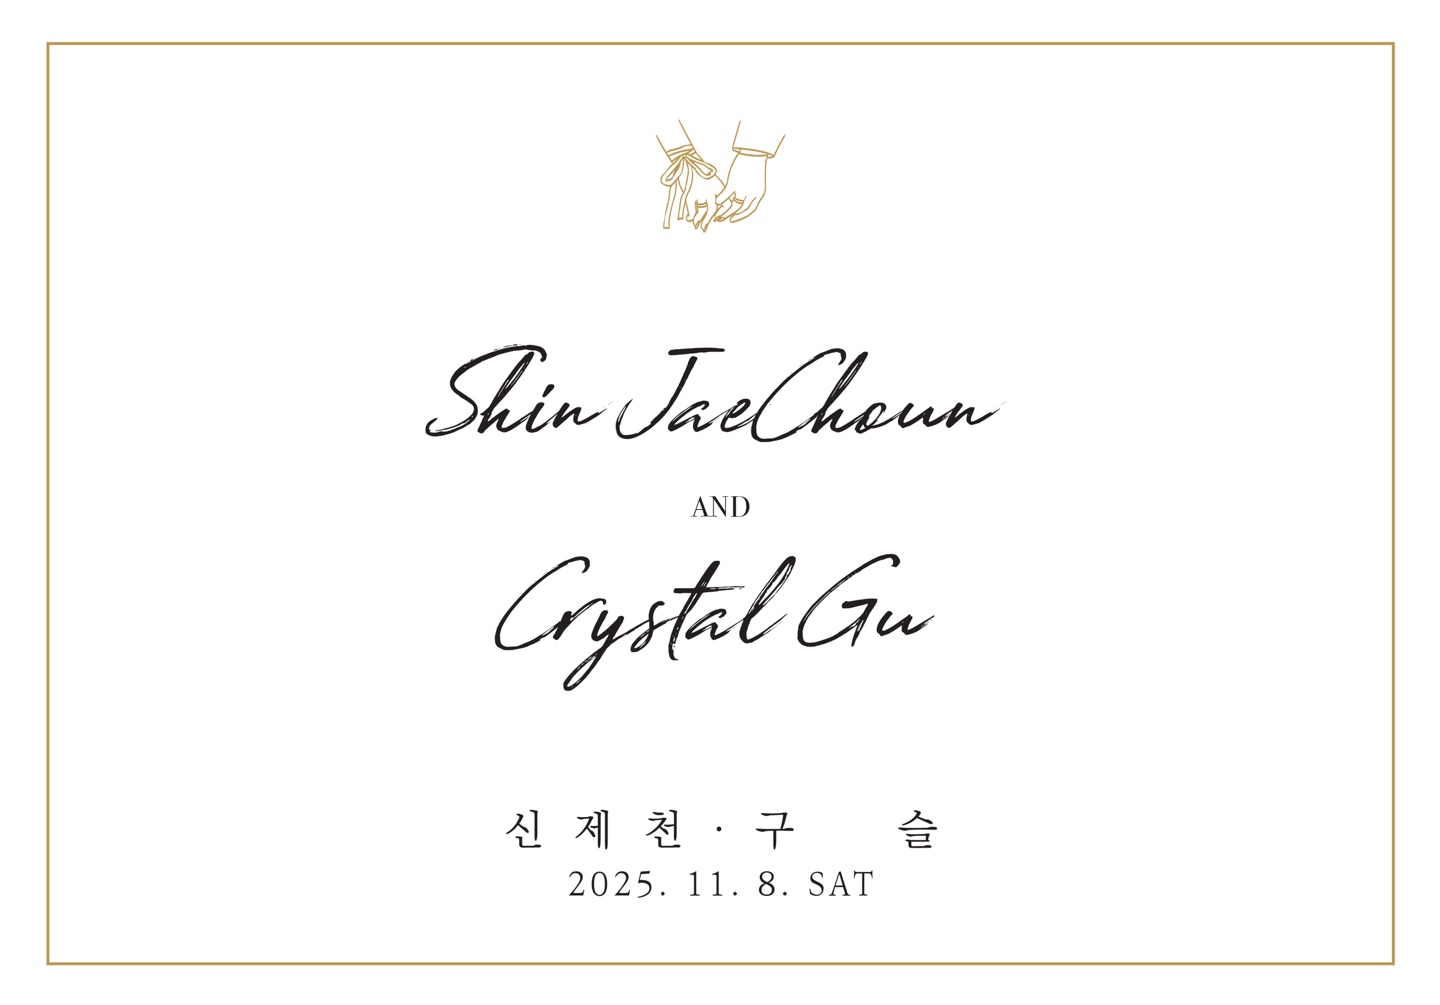 Shin JaeChoun
AND
Crystal Gu
신 제 천 · 구 슬
2025. 11. 8. SAT